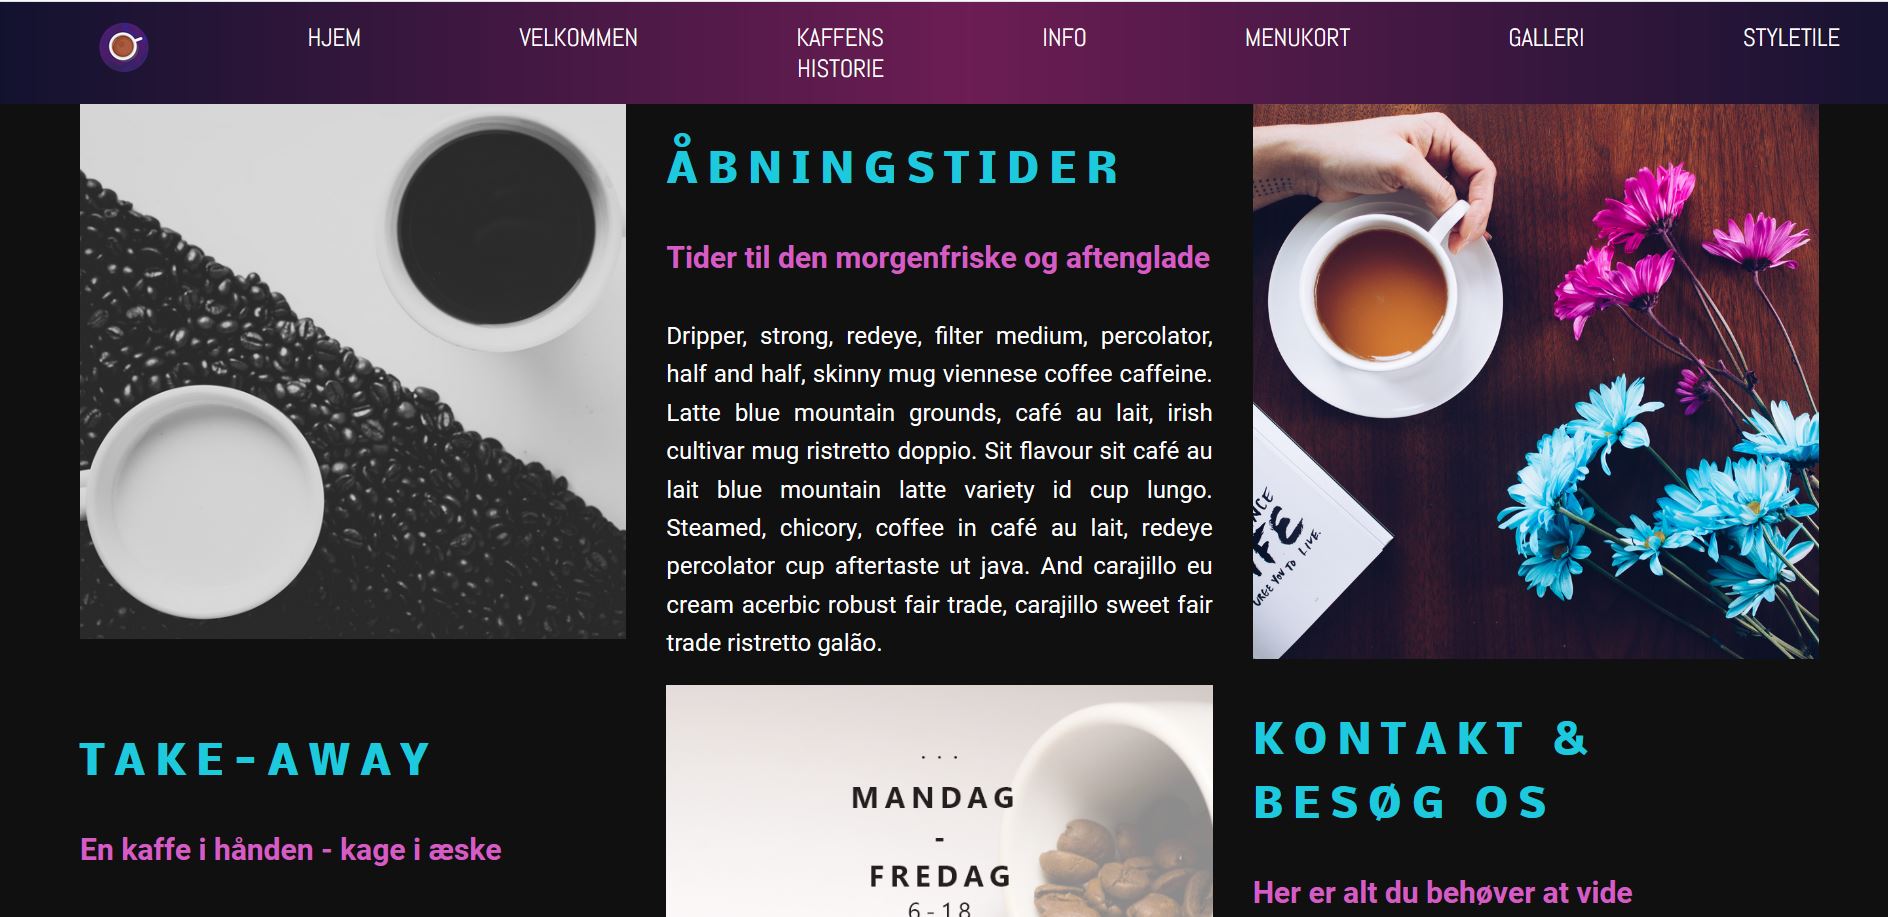 HJEM
VELKOMMEN
KAFFENS
HISTORIE
INFO
MENUKORT
GALLERI
STYLETILE
ÅBNINGSTIDER
Tider til den morgenfriske og aftenglade
Dripper, strong, redeye, filter medium, percolator,
half and half, skinny mug viennese coffee caffeine.
Latte blue mountain grounds, café au lait, irish
cultivar mug ristretto doppio. Sit flavour sit café au
lait blue mountain latte variety id cup lungo.
Steamed, chicory, coffee in café au lait, redeye
percolator cup aftertaste ut java. And carajillo eu
cream acerbic robust fair trade, carajillo sweet fair
trade ristretto galão.
. . .
MANDAG
-
FREDAG
6-18
TAKE-AWAY
En kaffe i hånden - kage i æske
URGE YOU TO LIVE.
KONTAKT &
BESØG OS
Her er alt du behøver at vide